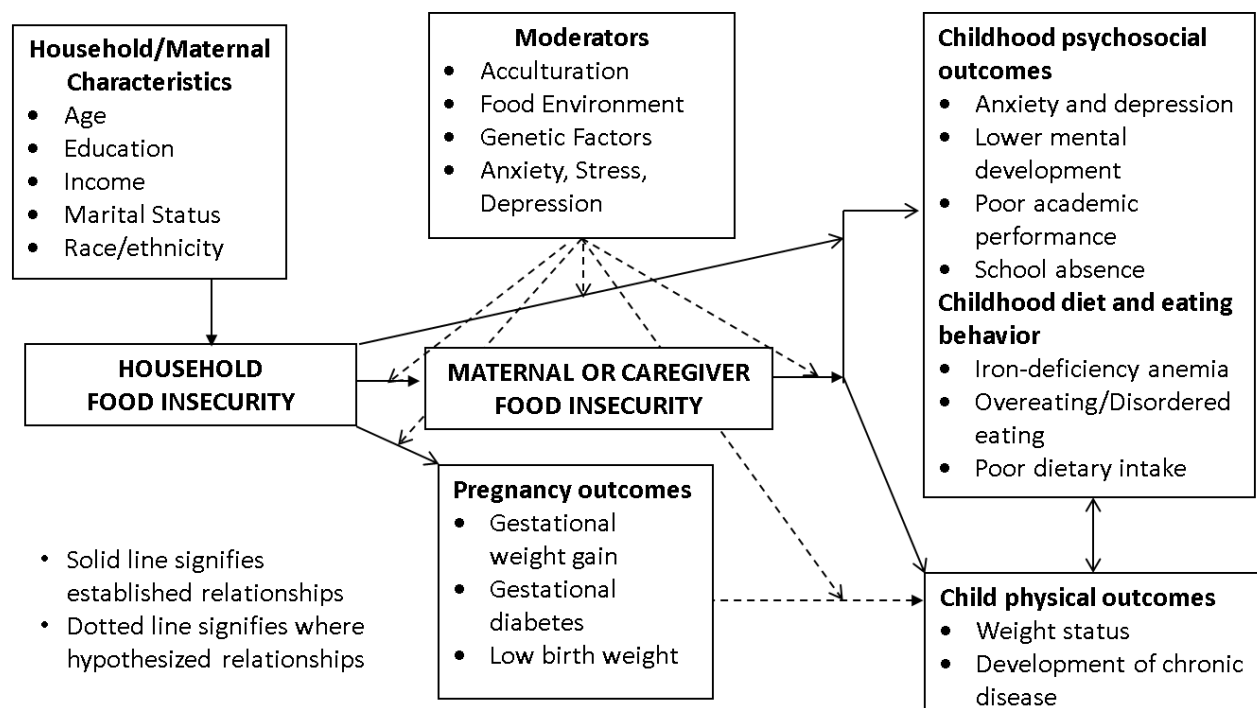 Household/Maternal
Characteristics
• Age
• Education
• Income
• Marital Status
• Race/ethnicity
Moderators
• Acculturation
• Food Environment
• Genetic Factors
• Anxiety, Stress,
Depression
Childhood psychosocial
outcomes
• Anxiety and depression
• Lower mental
development
• Poor academic
performance
• School absence
Childhood diet and eating
behavior
• Iron-deficiency anemia
• Overeating/Disordered
eating
• Poor dietary intake
HOUSEHOLD
FOOD INSECURITY
MATERNAL OR CAREGIVER
FOOD INSECURITY
Pregnancy outcomes
• Gestational
weight gain
• Gestational
diabetes
• Low birth weight
• Solid line signifies
established relationships
• Dotted line signifies where
hypothesized relationships
Child physical outcomes
• Weight status
• Development of chronic
disease